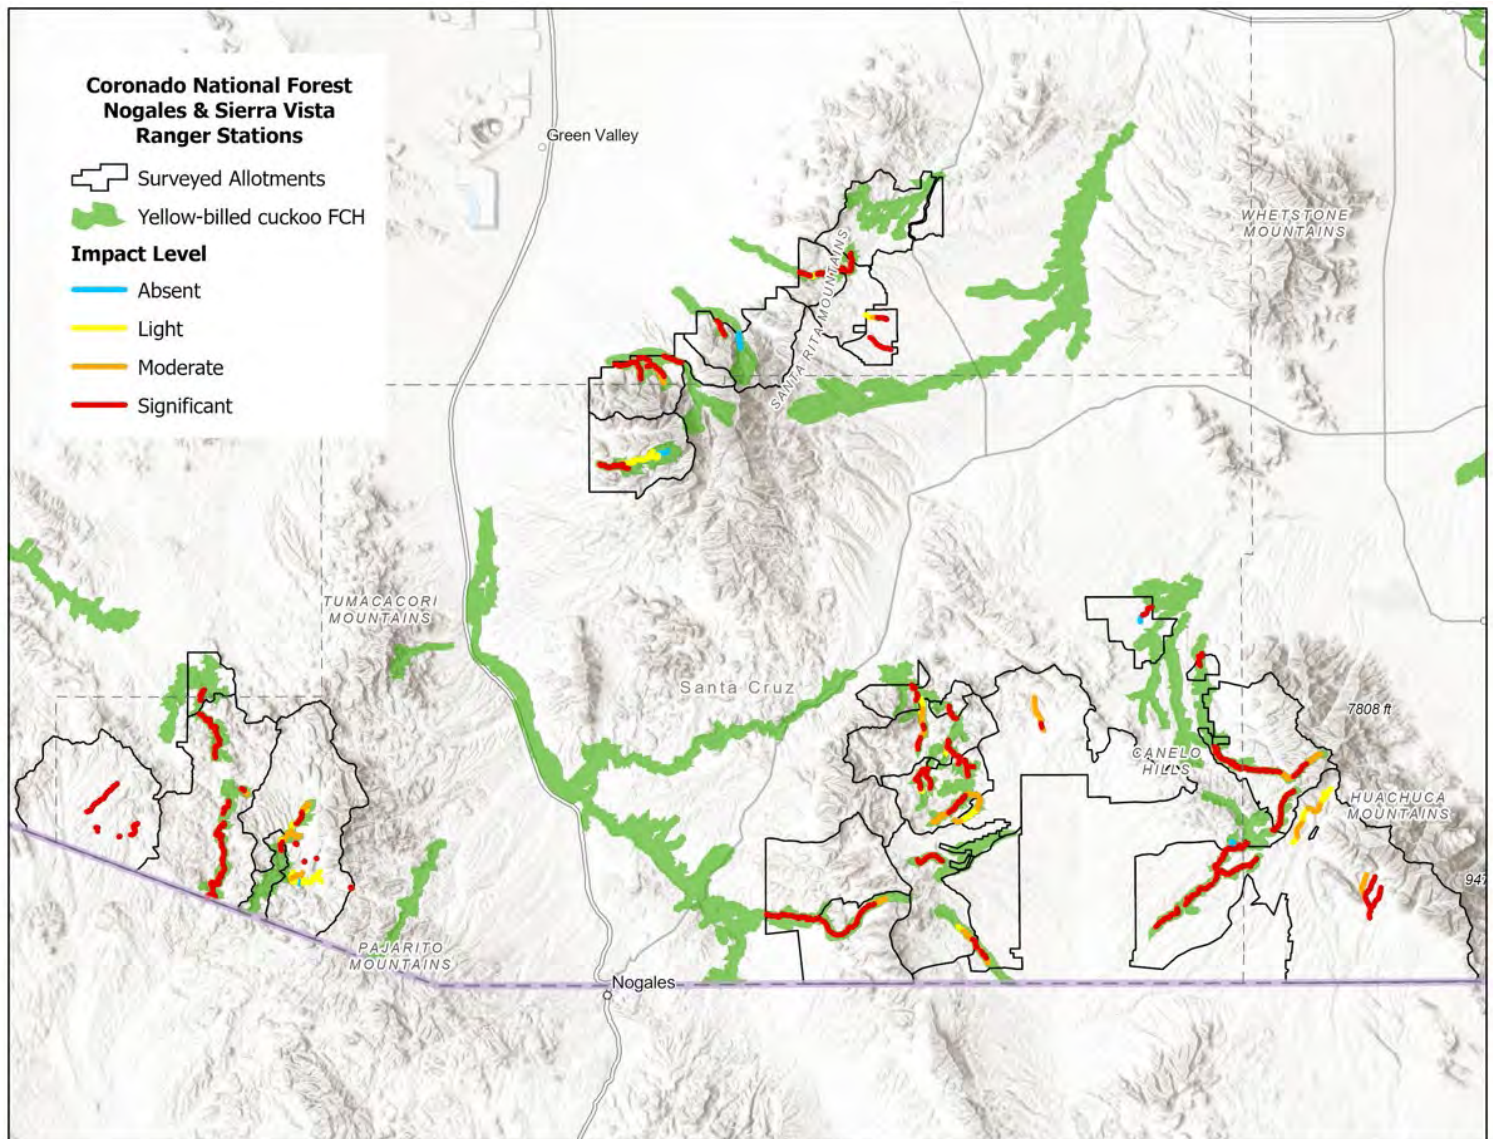 Coronado National Forest
Nogales & Sierra Vista
Ranger Stations
Surveyed Allotments
Yellow-billed cuckoo FCH
Impact Level
Absent
Light
Moderate
Significant
Green Valley
WHETSTONE
MOUNTAINS
SANTA RITA MOUNTAINS
TUMACACORI
MOUNTAINS
Santa Cruz
7808 ft
CANELO
HILLS
HUACHUCA
MOUNTAINS
947
PAJARITO
MOUNTAINS
Nogales